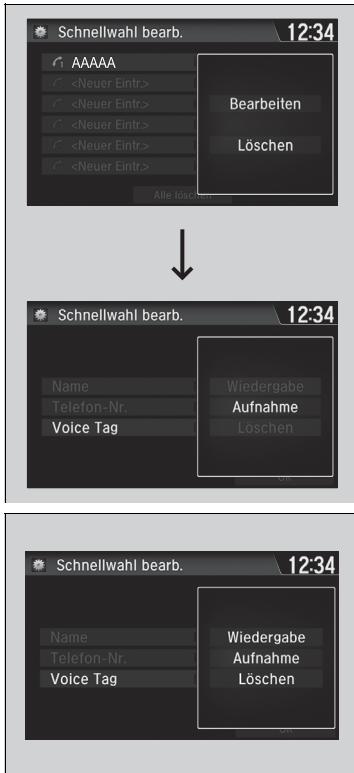 Schnellwahl bearb. 12:34
AAAAA
<Neuer Eintr.>
<Neuer Eintr.>
<Neuer Eintr.>
<Neuer Eintr.>
<Neuer Eintr.>
Bearbeiten
Löschen
Alle löschen
Schnellwahl bearb. 12:34
Name Wiedergabe
Telefon-Nr. Aufnahme
Voice Tag Löschen
OK
Schnellwahl bearb. 12:34
Name Wiedergabe
Telefon-Nr. Aufnahme
Voice Tag Löschen
OK